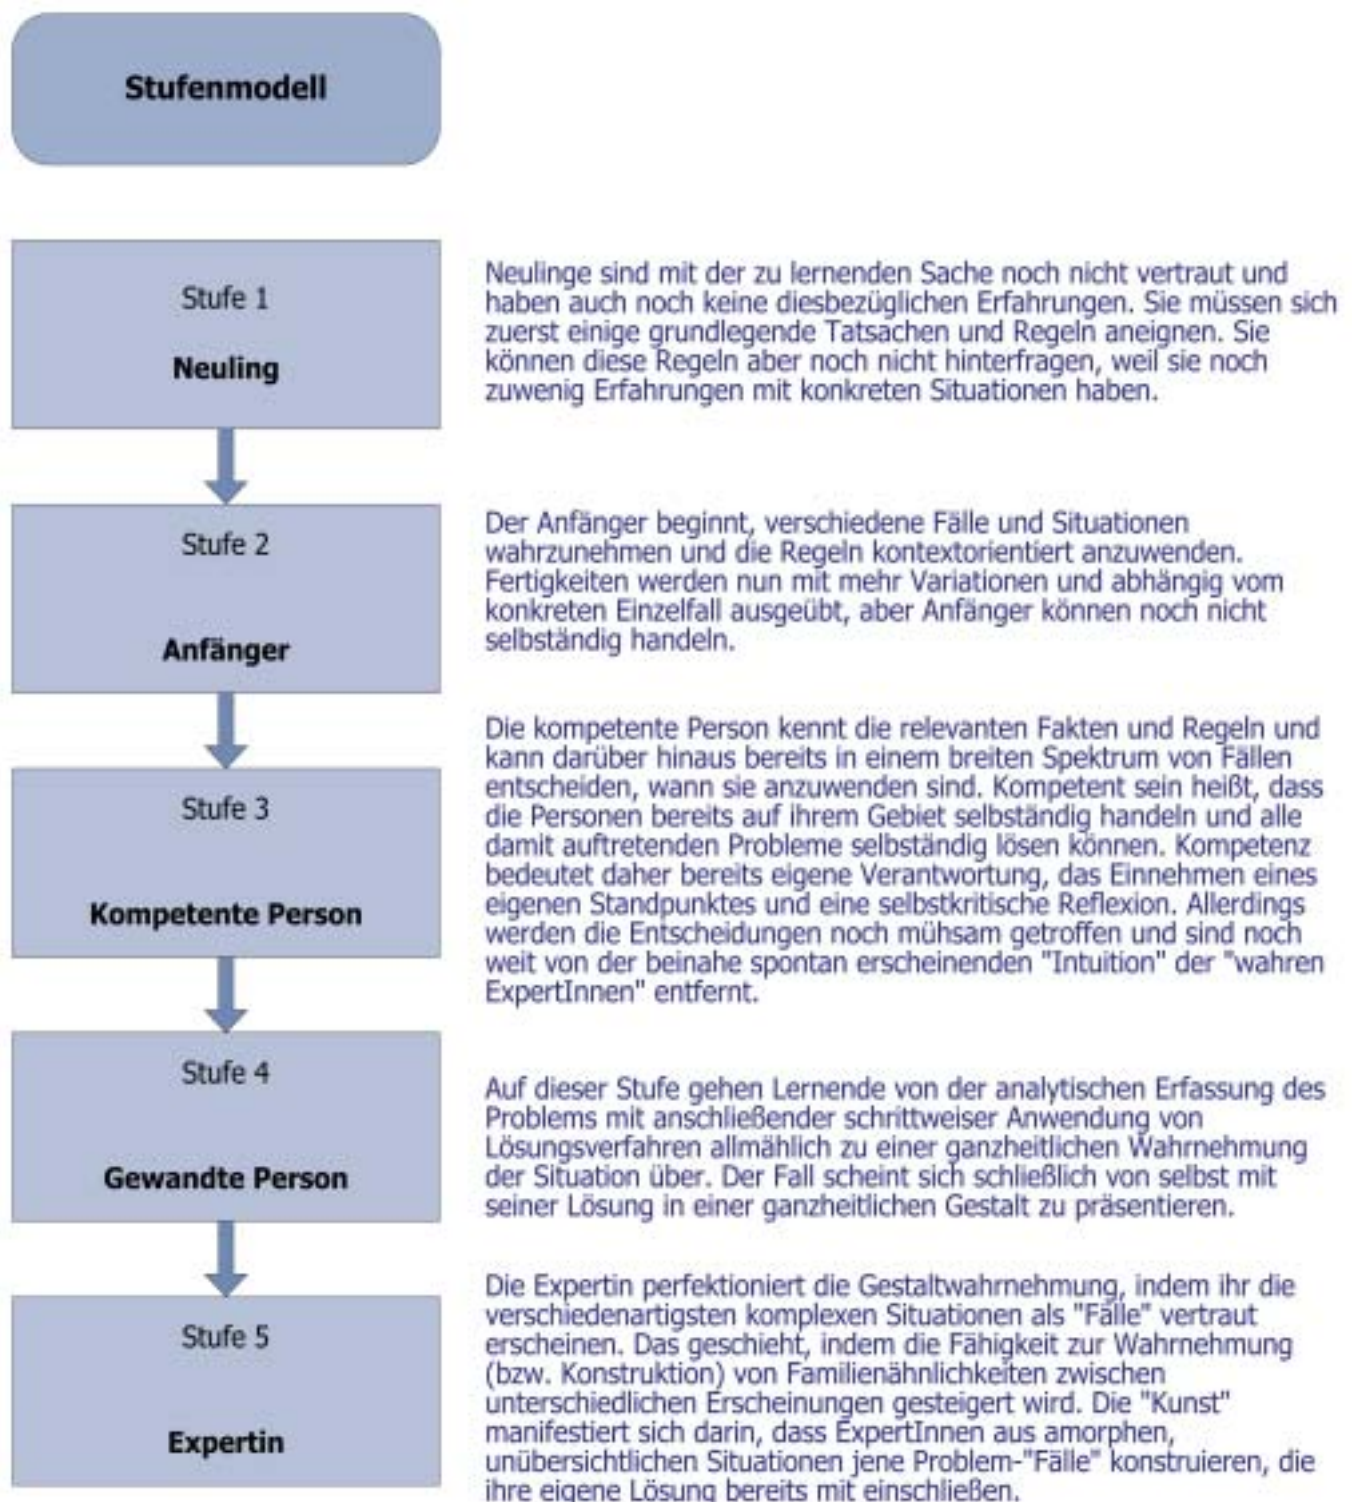 Stufenmodell
Stufe 1
Neuling
Neulinge sind mit der zu lernenden Sache noch nicht vertraut und
haben auch noch keine diesbezüglichen Erfahrungen. Sie müssen sich
zuerst einige grundlegende Tatsachen und Regeln aneignen. Sie
können diese Regeln aber noch nicht hinterfragen, weil sie noch
zuwenig Erfahrungen mit konkreten Situationen haben.
Stufe 2
Anfänger
Der Anfänger beginnt, verschiedene Fälle und Situationen
wahrzunehmen und die Regeln kontextorientiert anzuwenden.
Fertigkeiten werden nun mit mehr Variationen und abhängig vom
konkreten Einzelfall ausgeübt, aber Anfänger können noch nicht
selbständig handeln.
Stufe 3
Kompetente Person
Die kompetente Person kennt die relevanten Fakten und Regeln und
kann darüber hinaus bereits in einem breiten Spektrum von Fällen
entscheiden, wann sie anzuwenden sind. Kompetent sein heißt, dass
die Personen bereits auf ihrem Gebiet selbständig handeln und alle
damit auftretenden Probleme selbständig lösen können. Kompetenz
bedeutet daher bereits eigene Verantwortung, das Einnehmen eines
eigenen Standpunktes und eine selbstkritische Reflexion. Allerdings
werden die Entscheidungen noch mühsam getroffen und sind noch
weit von der beinahe spontan erscheinenden "Intuition" der "wahren
ExpertInnen" entfernt.
Stufe 4
Gewandte Person
Auf dieser Stufe gehen Lernende von der analytischen Erfassung des
Problems mit anschließender schrittweiser Anwendung von
Lösungsverfahren allmählich zu einer ganzheitlichen Wahrnehmung
der Situation über. Der Fall scheint sich schließlich von selbst mit
seiner Lösung in einer ganzheitlichen Gestalt zu präsentieren.
Stufe 5
Expertin
Die Expertin perfektioniert die Gestaltwahrnehmung, indem ihr die
verschiedenartigsten komplexen Situationen als "Fälle" vertraut
erscheinen. Das geschieht, indem die Fähigkeit zur Wahrnehmung
(bzw. Konstruktion) von Familienähnlichkeiten zwischen
unterschiedlichen Erscheinungen gesteigert wird. Die "Kunst"
manifestiert sich darin, dass ExpertInnen aus amorphen,
unübersichtlichen Situationen jene Problem-"Fälle" konstruieren, die
ihre eigene Lösung bereits mit einschließen.